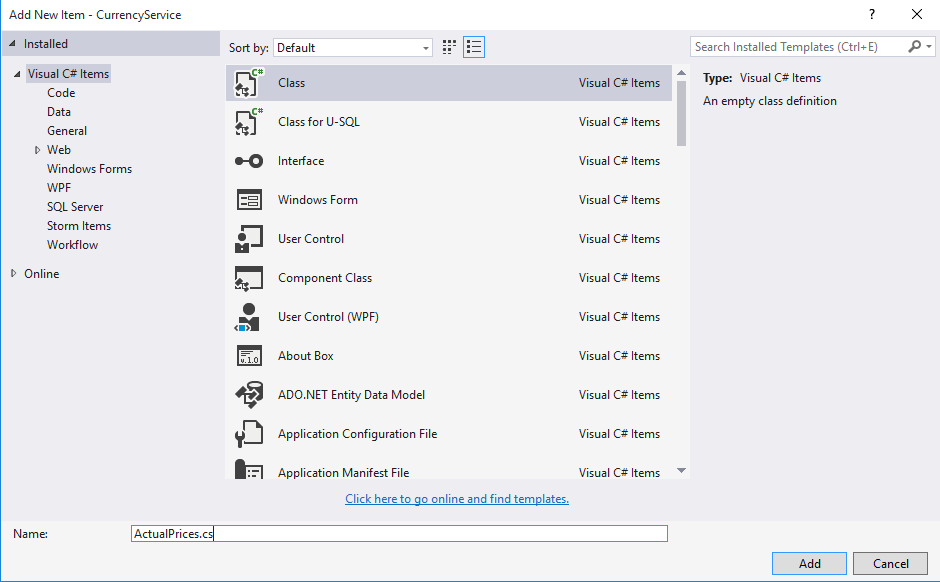 Add New Item - CurrencyService
?
Installed
Sort by: Default
Search Installed Templates (Ctrl+E)
Visual C# Items
Code
Data
General
Web
Windows Forms
WPF
SQL Server
Storm Items
Workflow
Online
C# Class Visual C# Items
C# Class for U-SQL Visual C# Items
Interface Visual C# Items
Windows Form Visual C# Items
User Control Visual C# Items
Component Class Visual C# Items
User Control (WPF) Visual C# Items
v.1.0 About Box Visual C# Items
ADO.NET Entity Data Model Visual C# Items
Application Configuration File Visual C# Items
Application Manifest File Visual C# Items
Type: Visual C# Items
An empty class definition
Click here to go online and find templates.
Name: ActualPrices.cs
Add Cancel